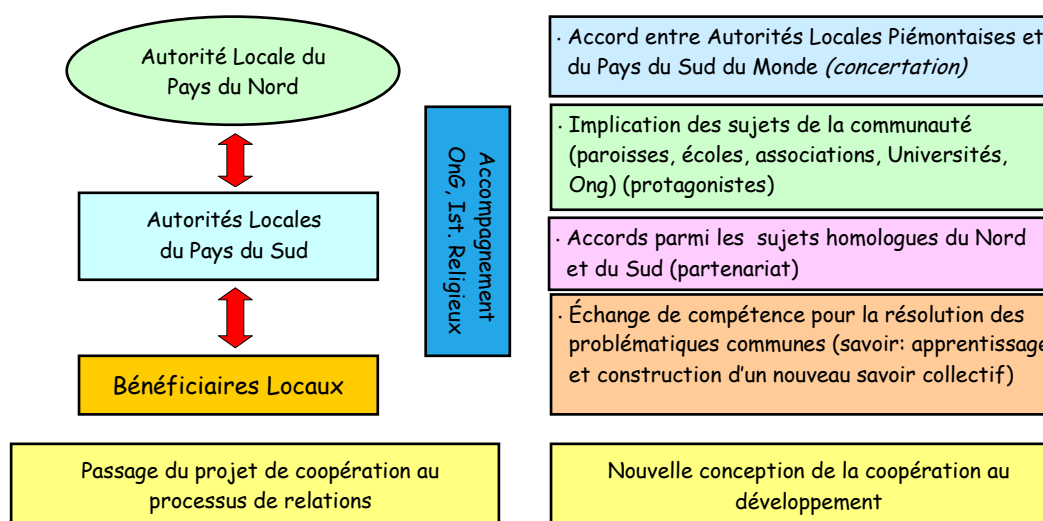 Autorité Locale du
Pays du Nord
Autorités Locales
du Pays du Sud
Bénéficiaires Locaux
Accompagnement
OnG, Ist. Religieux
· Accord entre Autorités Locales Piémontaises et
du Pays du Sud du Monde (concertation)
· Implication des sujets de la communauté
(paroisses, écoles, associations, Universités,
Ong) (protagonistes)
· Accords parmi les sujets homologues du Nord
et du Sud (partenariat)
· Échange de compétence pour la résolution des
problématiques communes (savoir: apprentissage
et construction d'un nouveau savoir collectif)
Passage du projet de coopération au
processus de relations
Nouvelle conception de la coopération au
développement